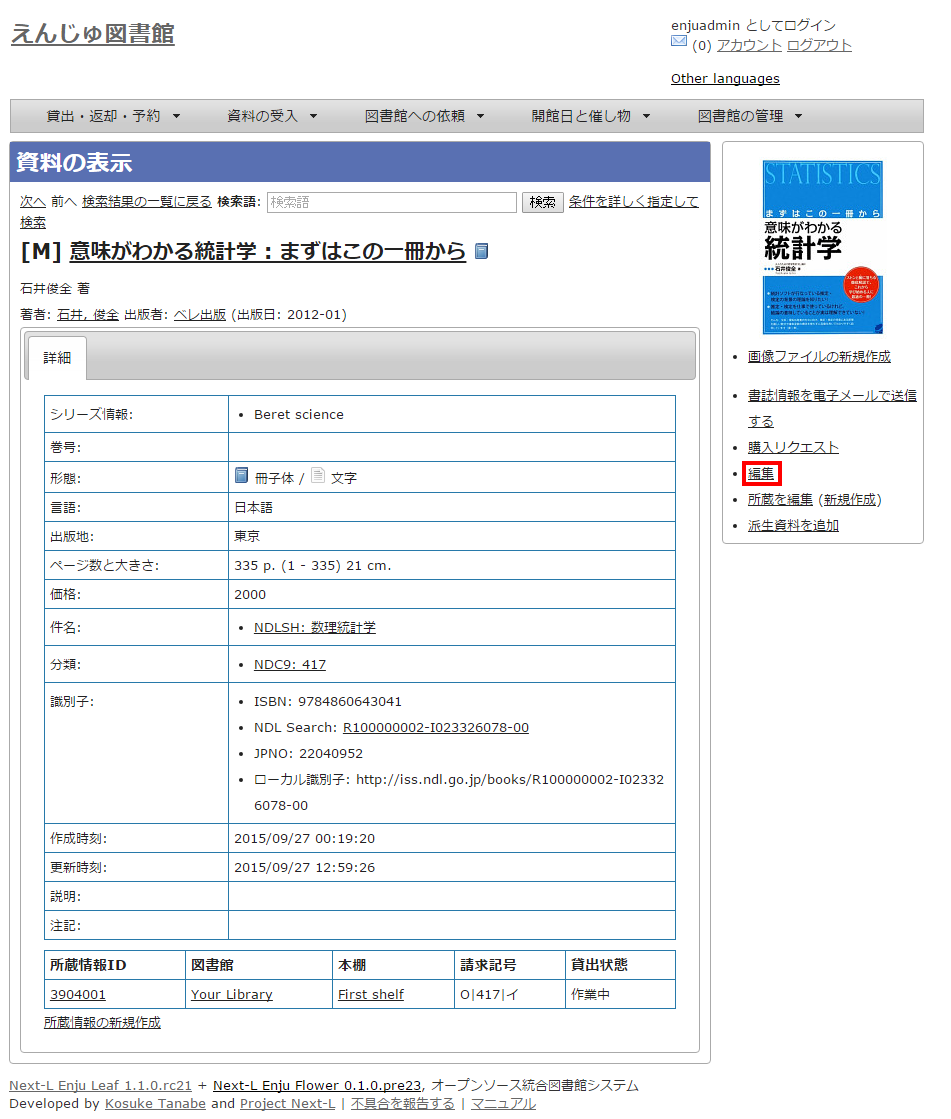 えんじゅ図書館
enjuadmin としてログイン
(0) アカウント ログアウト
Other languages
貸出・返却・予約 ▼ 資料の受入 ▼ 図書館への依頼 ▼ 開館日と催し物 ▼ 図書館の管理 ▼
資料の表示
次へ 前へ 検索結果の一覧に戻る 検索語: 検索語 検索 条件を詳しく指定して
検索
[M] 意味がわかる統計学 : まずはこの一冊から
石井俊全 著
著者: 石井, 俊全 出版者: ベレ出版 (出版日: 2012-01)
詳細
シリーズ情報: • Beret science
巻号:
形態: 冊子体 / 文字
言語: 日本語
出版地: 東京
ページ数と大きさ: 335 p. (1 - 335) 21 cm.
価格: 2000
件名: • NDLSH: 数理統計学
分類: • NDC9: 417
識別子: • ISBN: 9784860643041
• NDL Search: R100000002-I023326078-00
• JPNO: 22040952
• ローカル識別子: http://iss.ndl.go.jp/books/R100000002-I02332
6078-00
作成時刻: 2015/09/27 00:19:20
更新時刻: 2015/09/27 12:59:26
説明:
注記:
所蔵情報ID 図書館 本棚 請求記号 貸出状態
3904001 Your Library First shelf O|417|イ 作業中
所蔵情報の新規作成
STATISTICS
まずはこの一冊から
意味がわかる
統計学
石井俊全 著
• 画像ファイルの新規作成
• 書誌情報を電子メールで送信
する
• 購入リクエスト
• 編集
• 所蔵を編集 (新規作成)
• 派生資料を追加
Next-L Enju Leaf 1.1.0.rc21 + Next-L Enju Flower 0.1.0.pre23, オープンソース統合図書館システム
Developed by Kosuke Tanabe and Project Next-L | 不具合を報告する | マニュアル